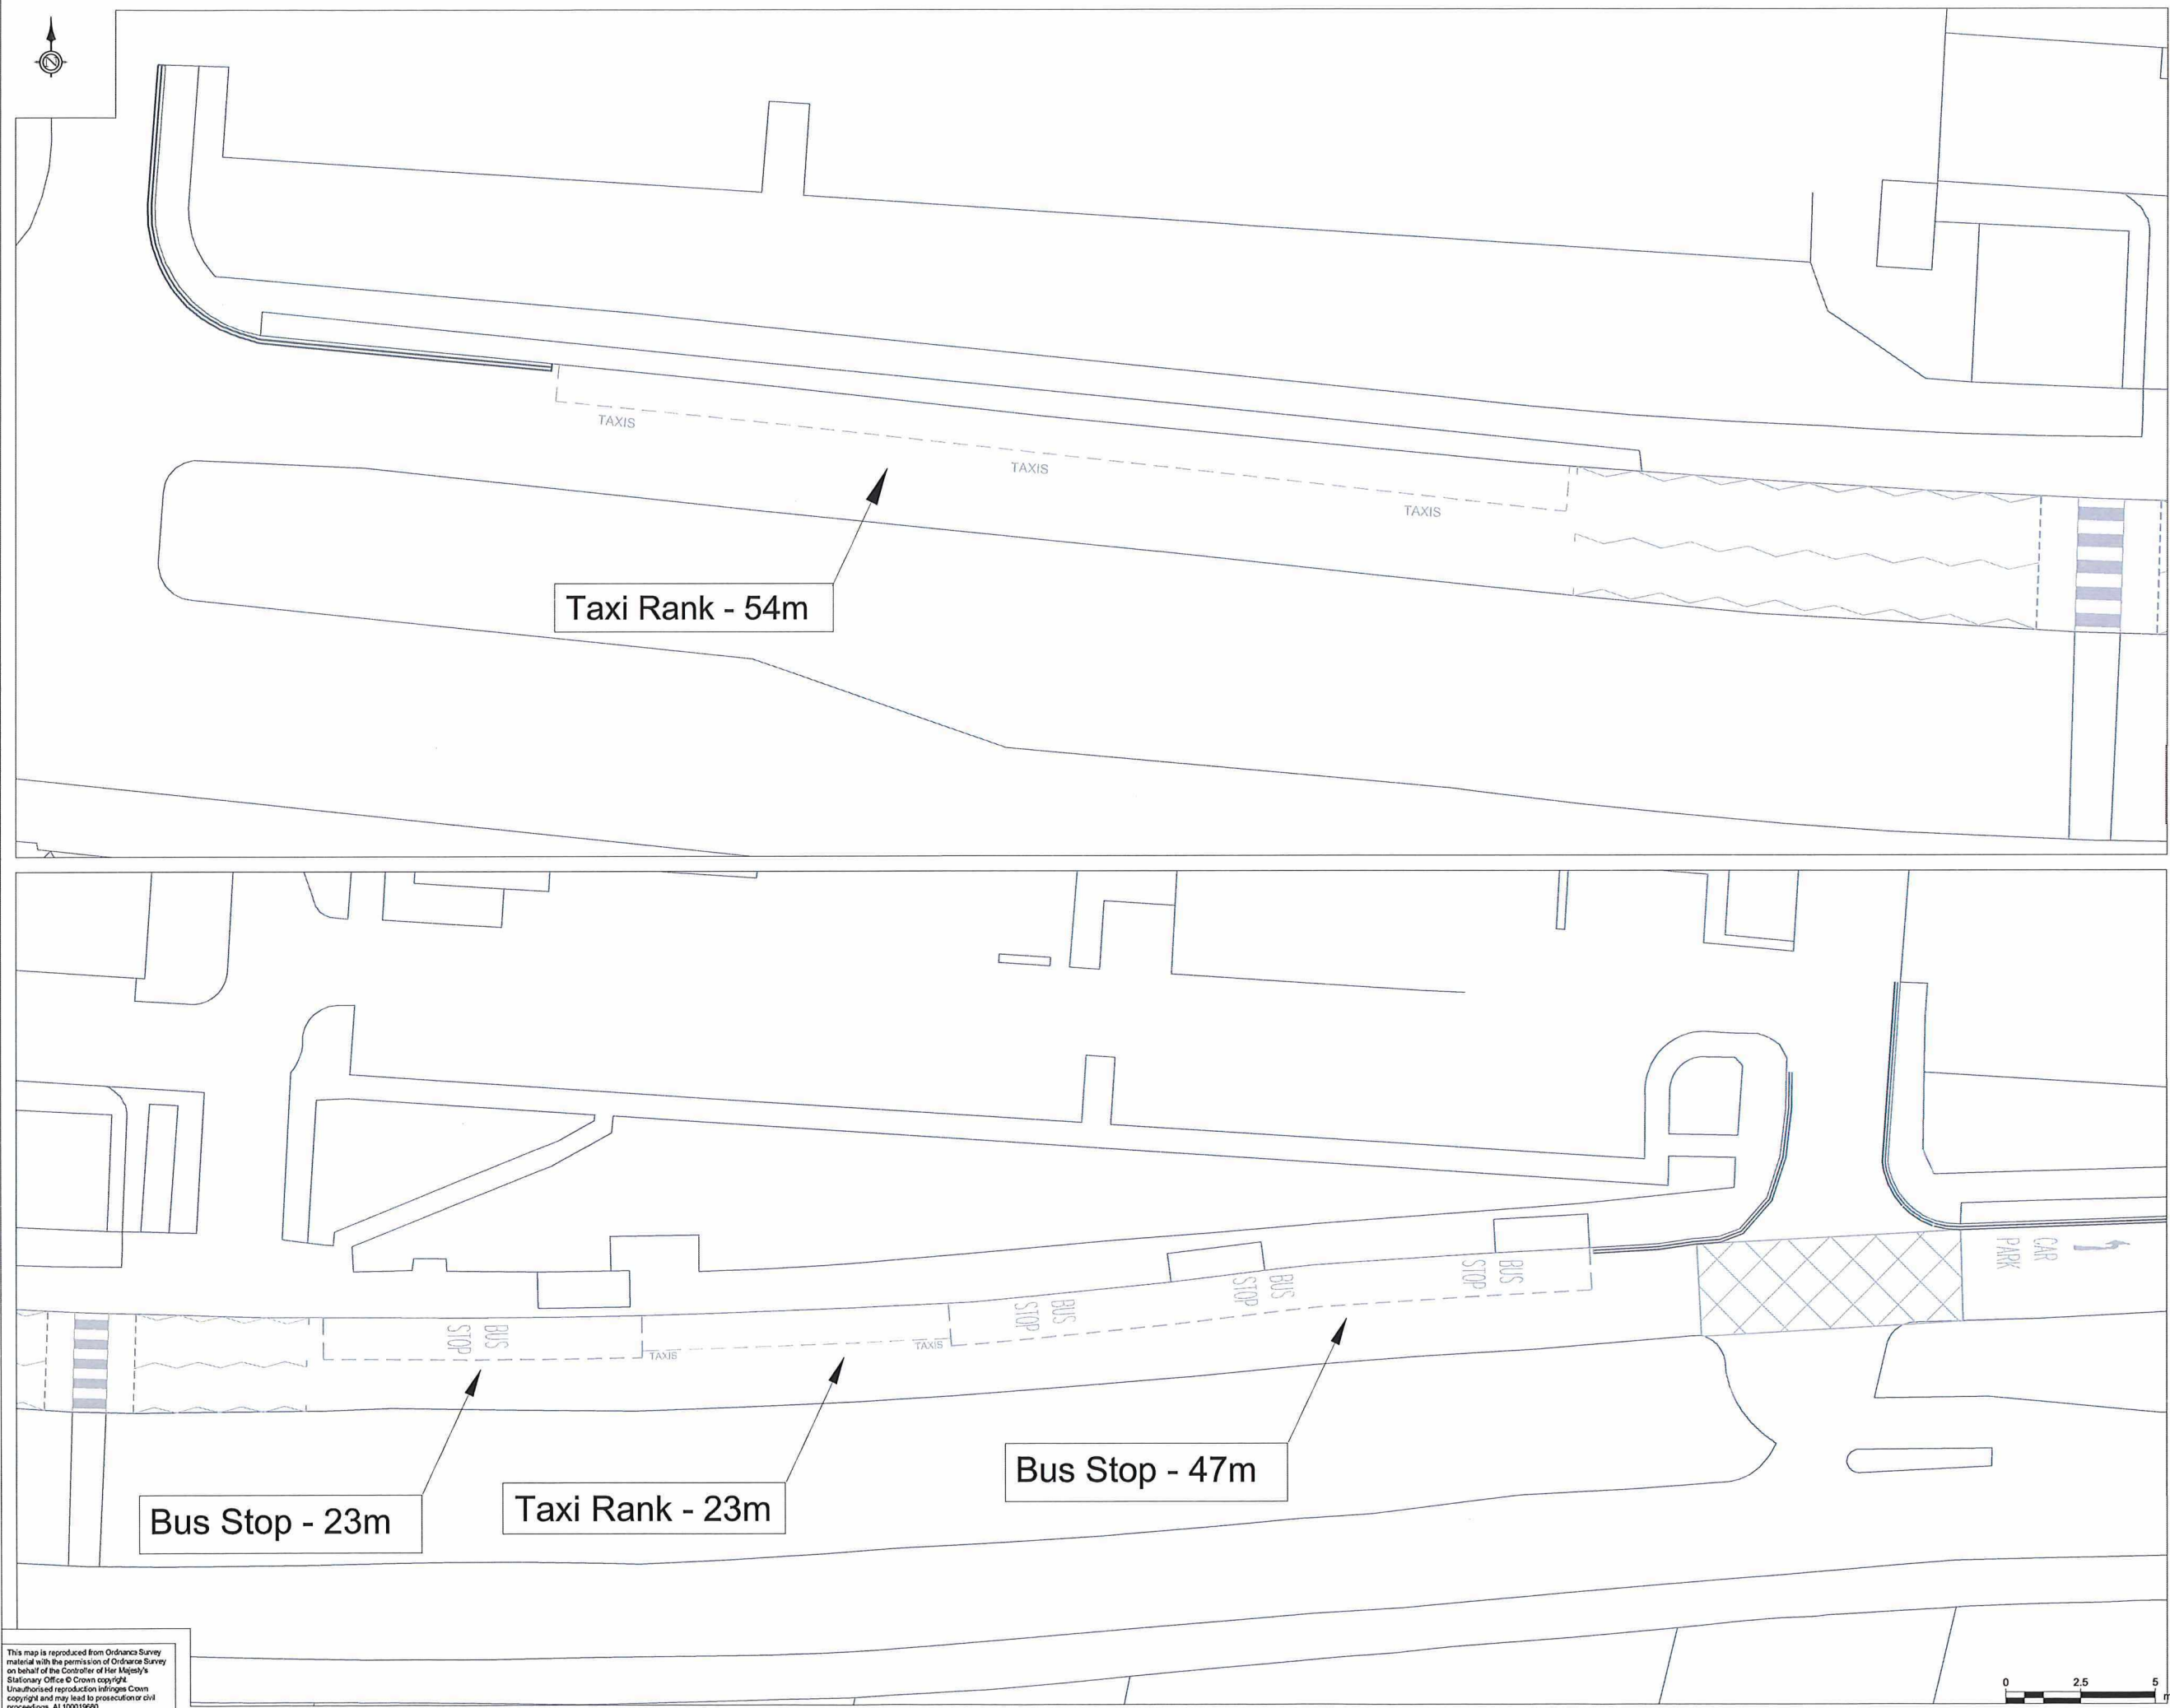 N
TAXIS
TAXIS
TAXIS
Taxi Rank - 54m
BUS
STOP
TAXIS
TAXIS
BUS
STOP
BUS
STOP
BUS
STOP
CAR
PARK
Bus Stop - 23m
Taxi Rank - 23m
Bus Stop - 47m
This map is reproduced from Ordnance Survey
material with the permission of Ordnance Survey
on behalf of the Controller of Her Majesty's
Stationary Office © Crown copyright.
Unauthorised reproduction infringes Crown
copyright and may lead to prosecution or civil
proceedings. AL100019680
0 2.5 5
m